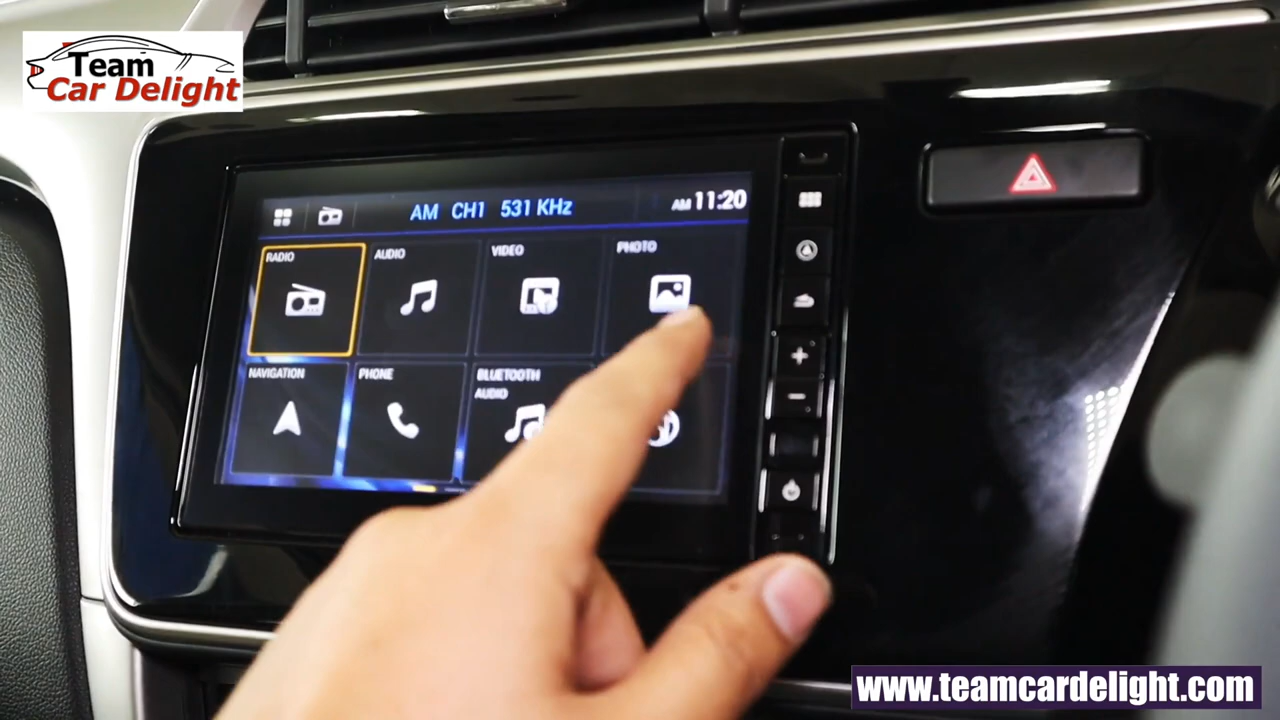 Team
Car Delight
AM CH1 531 KHz
AM 11:20
RADIO
AUDIO
VIDEO
PHOTO
NAVIGATION
PHONE
BLUETOOTH
AUDIO
www.teamcardelight.com